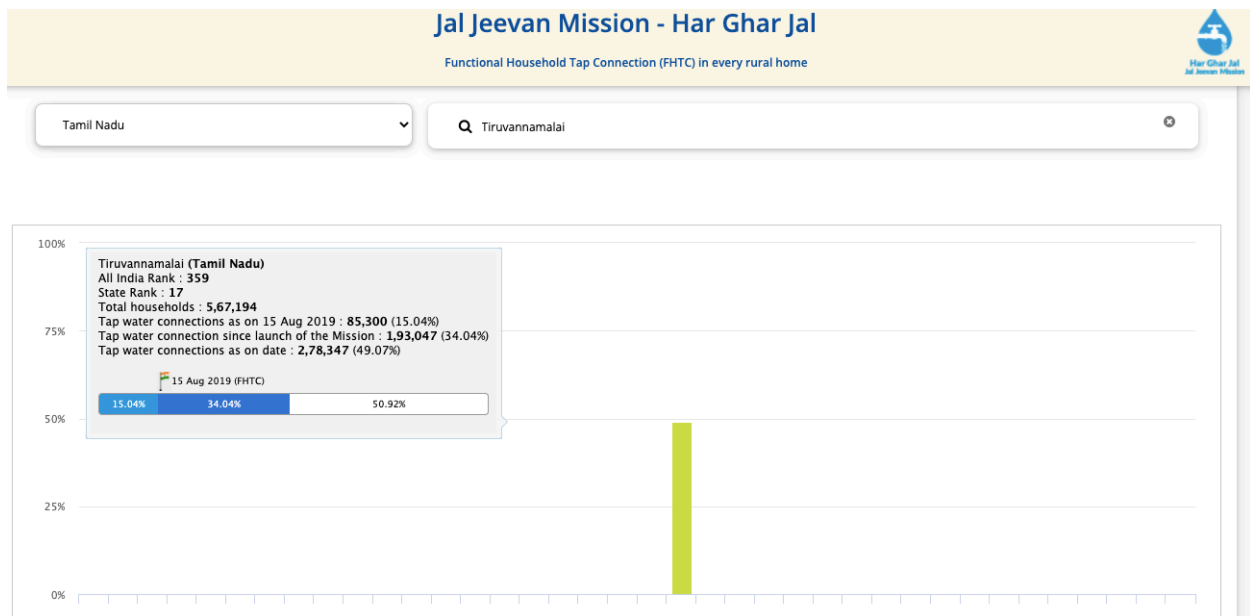 Jal Jeevan Mission - Har Ghar Jal
Functional Household Tap Connection (FHTC) in every rural home
Har Ghar Jal
Jal Jeevan Mission
Tamil Nadu
Tiruvannamalai
100%
75%
50%
25%
0%
Tiruvannamalai (Tamil Nadu)
All India Rank : 359
State Rank : 17
Total households : 5,67,194
Tap water connections as on 15 Aug 2019 : 85,300 (15.04%)
Tap water connection since launch of the Mission : 1,93,047 (34.04%)
Tap water connections as on date : 2,78,347 (49.07%)
15 Aug 2019 (FHTC)
15.04% 34.04% 50.92%